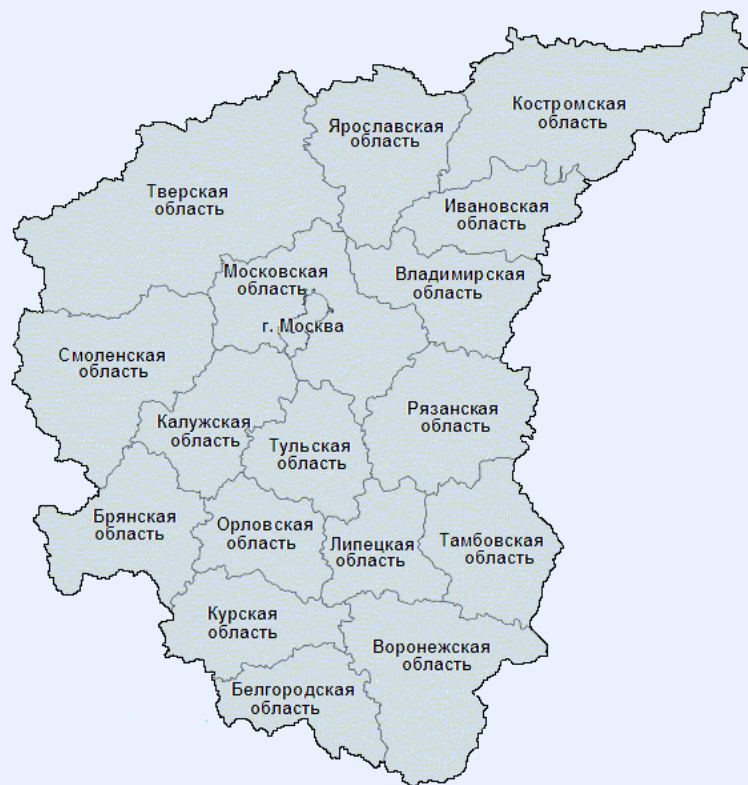 Костромская
область
Ярославская
область
Тверская
область
Ивановская
область
Московская
область
Владимирская
область
г. Москва
Смоленская
область
Калужская
область
Рязанская
область
Тульская
область
Брянская
область
Орловская
область
Липецкая
область
Тамбовская
область
Курская
область
Воронежская
область
Белгородская
область